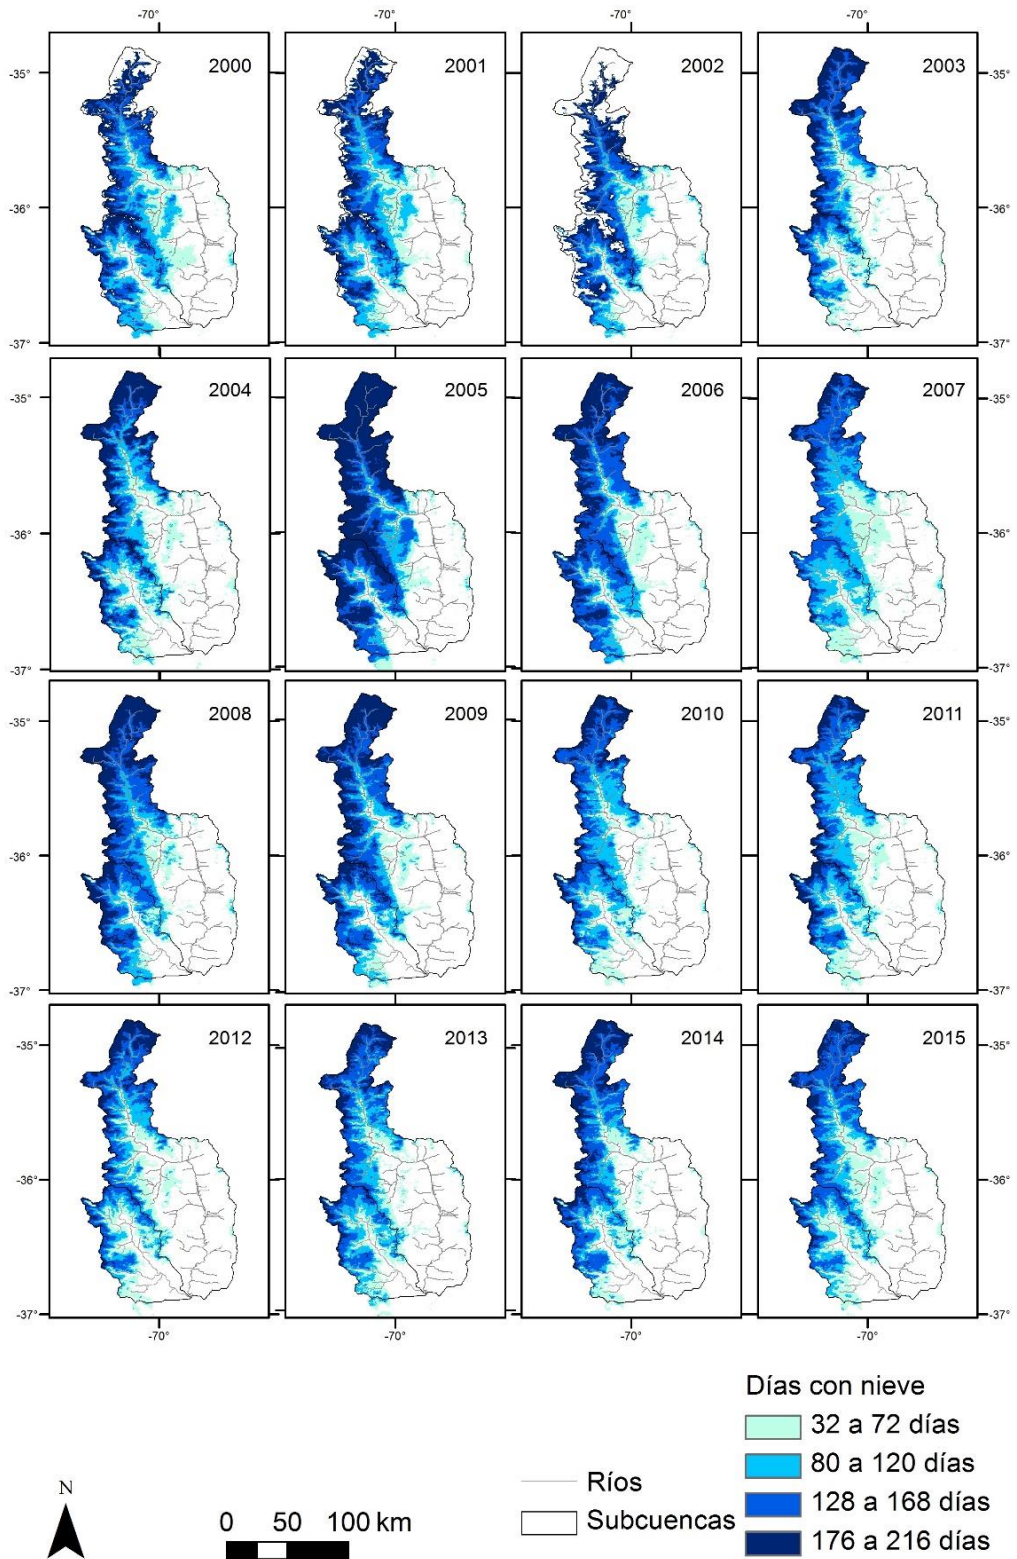 -70° -70° -70° -70°
-35° 2000 2001 2002 2003 -35°
-36° -36°
-37° -37°
-35° 2004 2005 2006 2007 -35°
-36° -36°
-37° -37°
-35° 2008 2009 2010 2011 -35°
-36° -36°
-37° -37°
-35° 2012 2013 2014 2015 -35°
-36° -36°
-37° -37°
-70° -70° -70° -70°
Días con nieve
32 a 72 días
80 a 120 días
128 a 168 días
176 a 216 días
Ríos
Subcuencas
N
0 50 100 km